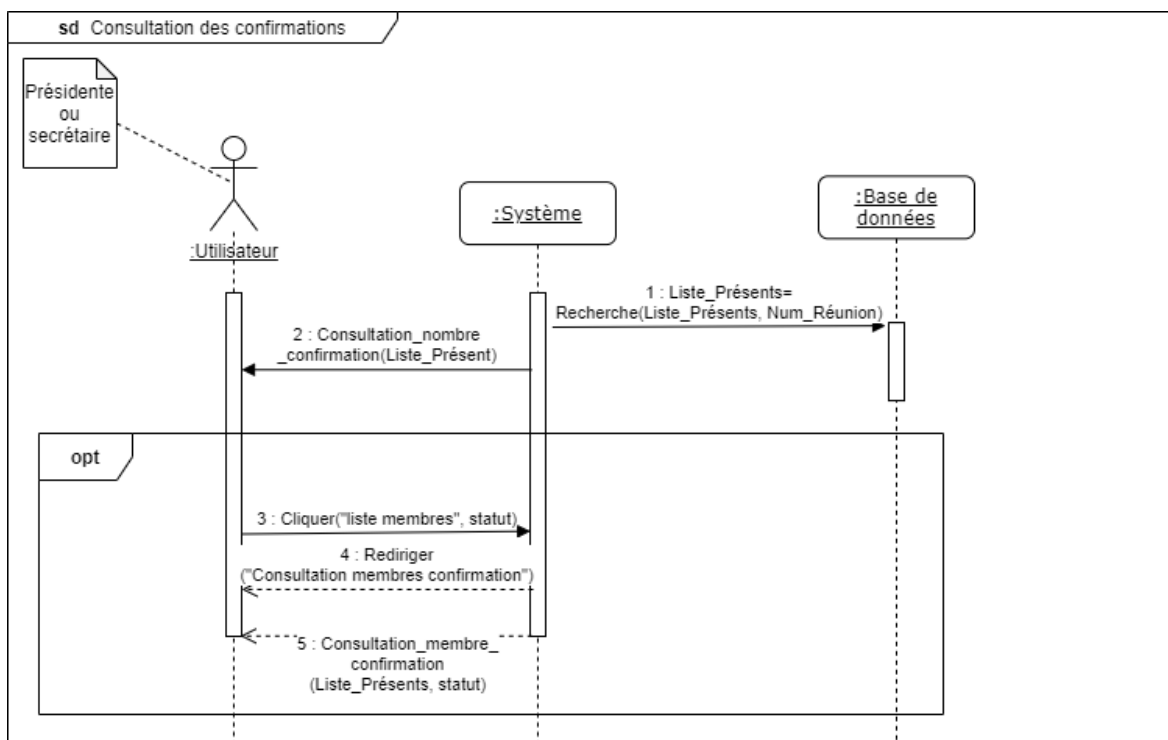 sd Consultation des confirmations
Présidente
ou
secrétaire
:Utilisateur
:Système
:Base de
données
1 : Liste_Présents=
Recherche(Liste_Présents, Num_Réunion)
2 : Consultation_nombre
_confirmation(Liste_Présent)
opt
3 : Cliquer("liste membres", statut)
4 : Rediriger
("Consultation membres confirmation")
5 : Consultation_membre_
confirmation
(Liste_Présents, statut)